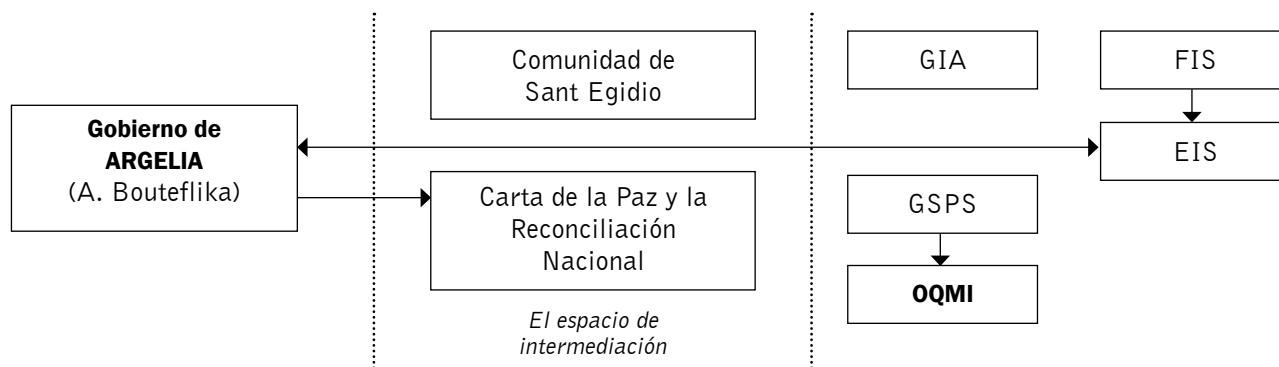 Gobierno de
ARGELIA
(A. Bouteflika)
Comunidad de
Sant Egidio
Carta de la Paz y la
Reconciliación
Nacional
El espacio de
intermediación
GIA
FIS
EIS
GSPS
OQMI